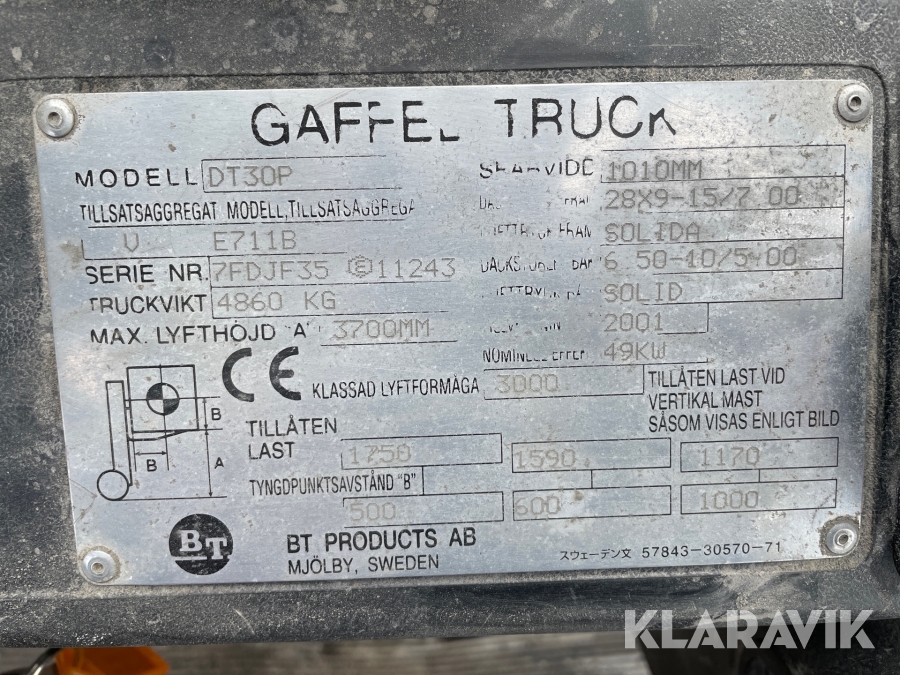 GAFFEL TRUCK
MODELL DT30P
TILLSATSAGGREGAT MODELL, TILLSATSAGGREGA
V E711B
SERIE NR. 7FDJF35 E 11243
TRUCKVIKT 4860 KG
MAX. LYFTHÖJD "A" 3700MM
1010MM
28X9-15/7 00
SOLIDA
6 50-10/5 00
SOLID
2001
49KW
KLASSAD LYFTFORMÅGA 3000
TILLÅTEN LAST VID
VERTIKAL MAST
SÅSOM VISAS ENLIGT BILD
B
B
A
TILLÅTEN
LAST 1750 1590 1170
TYNGDPUNKTSAVSTÅND "B"
500 600 1000
BT
BT PRODUCTS AB
MJÖLBY, SWEDEN
スウェーデン文 57843-30570-71
KLARAVIK